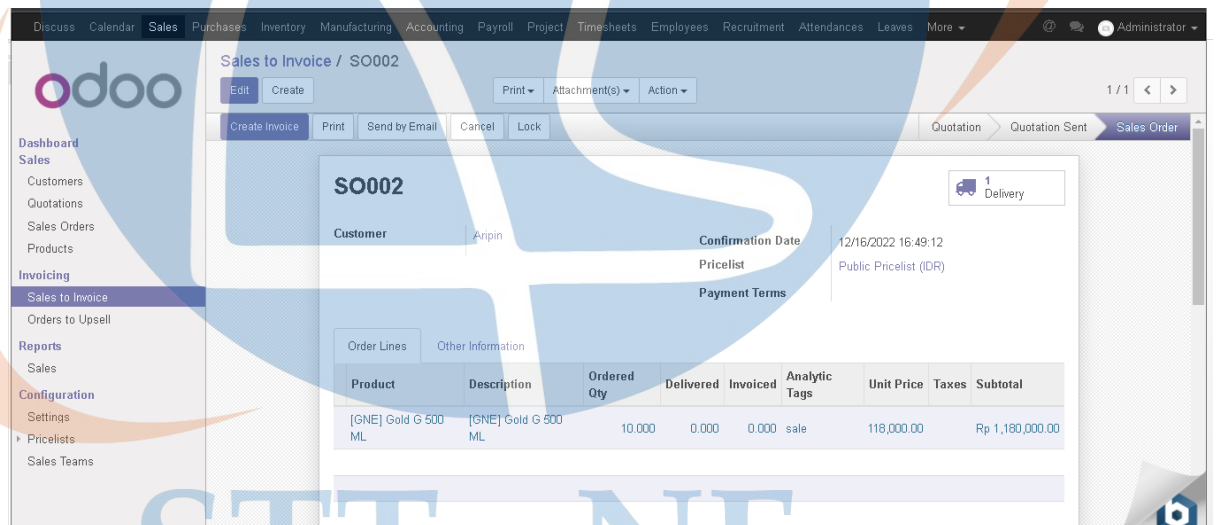 Discuss Calendar Sales Purchases Inventory Manufacturing Accounting Payroll Project Timesheets Employees Recruitment Attendances Leaves More @ Administrator
odoo
Sales to Invoice / SO002
Edit Create Print Attachment(s) Action 1 / 1
Create Invoice Print Send by Email Cancel Lock Quotation Quotation Sent Sales Order
Dashboard
Sales
Customers
Quotations
Sales Orders
Products
Invoicing
Sales to Invoice
Orders to Upsell
Reports
Sales
Configuration
Settings
Pricelists
Sales Teams
SO002
1
Delivery
Customer Aripin
Confirmation Date 12/16/2022 16:49:12
Pricelist Public Pricelist (IDR)
Payment Terms
Order Lines Other Information
Product Description Ordered Qty Delivered Invoiced Analytic Tags Unit Price Taxes Subtotal
[GNE] Gold G 500 [GNE] Gold G 500
ML ML 10.000 0.000 0.000 sale 118,000.00 Rp 1,180,000.00
STT - NF
b